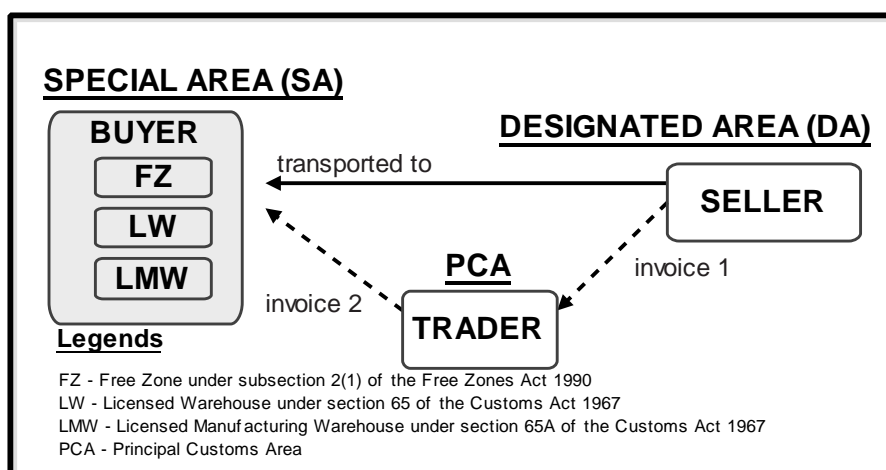 SPECIAL AREA (SA)
BUYER
FZ
LW
LMW
DESIGNATED AREA (DA)
transported to
SELLER
invoice 1
PCA
invoice 2
TRADER
Legends
FZ - Free Zone under subsection 2(1) of the Free Zones Act 1990
LW - Licensed Warehouse under section 65 of the Customs Act 1967
LMW - Licensed Manufacturing Warehouse under section 65A of the Customs Act 1967
PCA - Principal Customs Area